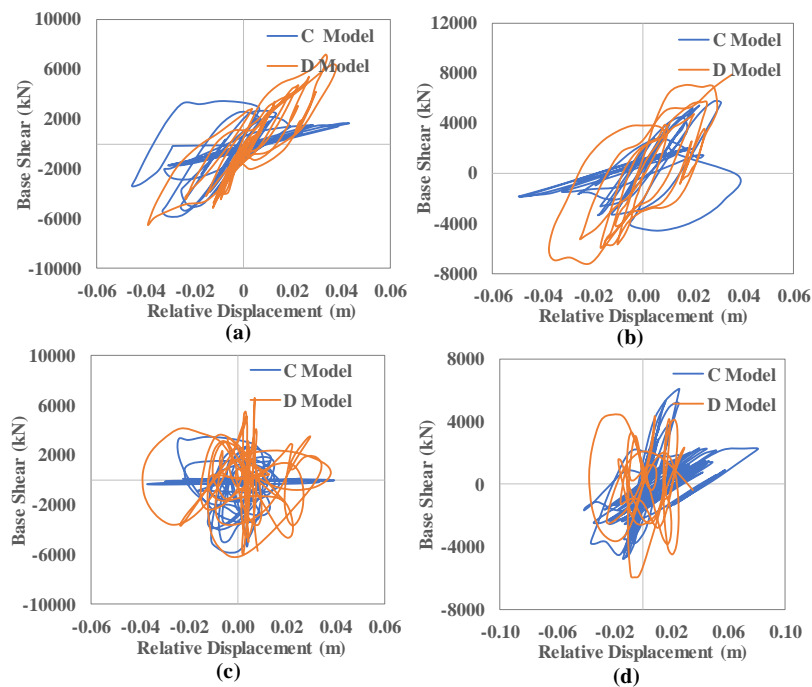 10000
6000
2000
-2000
-6000
-10000
Base Shear (kN)
C Model
D Model
-0.06 -0.04 -0.02 0.00 0.02 0.04 0.06
Relative Displacement (m)
(a)
12000
8000
4000
0
-4000
-8000
Base Shear (kN)
C Model
D Model
-0.06 -0.04 -0.02 0.00 0.02 0.04 0.06
Relative Displacement (m)
(b)
10000
6000
2000
-2000
-6000
-10000
Base Shear (kN)
C Model
D Model
-0.06 -0.04 -0.02 0.00 0.02 0.04 0.06
Relative Displacement (m)
(c)
8000
4000
0
-4000
-8000
Base Shear (kN)
C Model
D Model
-0.10 -0.06 -0.02 0.02 0.06 0.10
Relative Displacement (m)
(d)